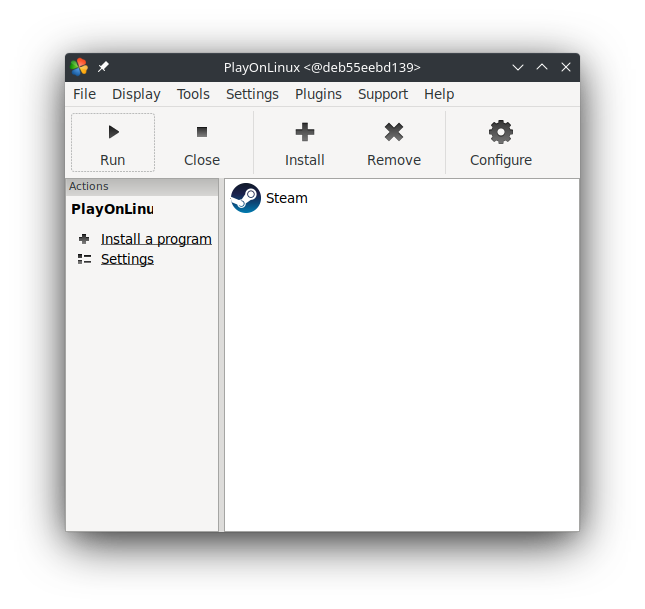 PlayOnLinux <@deb55eebd139>
File Display Tools Settings Plugins Support Help
Run Close Install Remove Configure
Actions
PlayOnLinu
Install a program
Settings
Steam